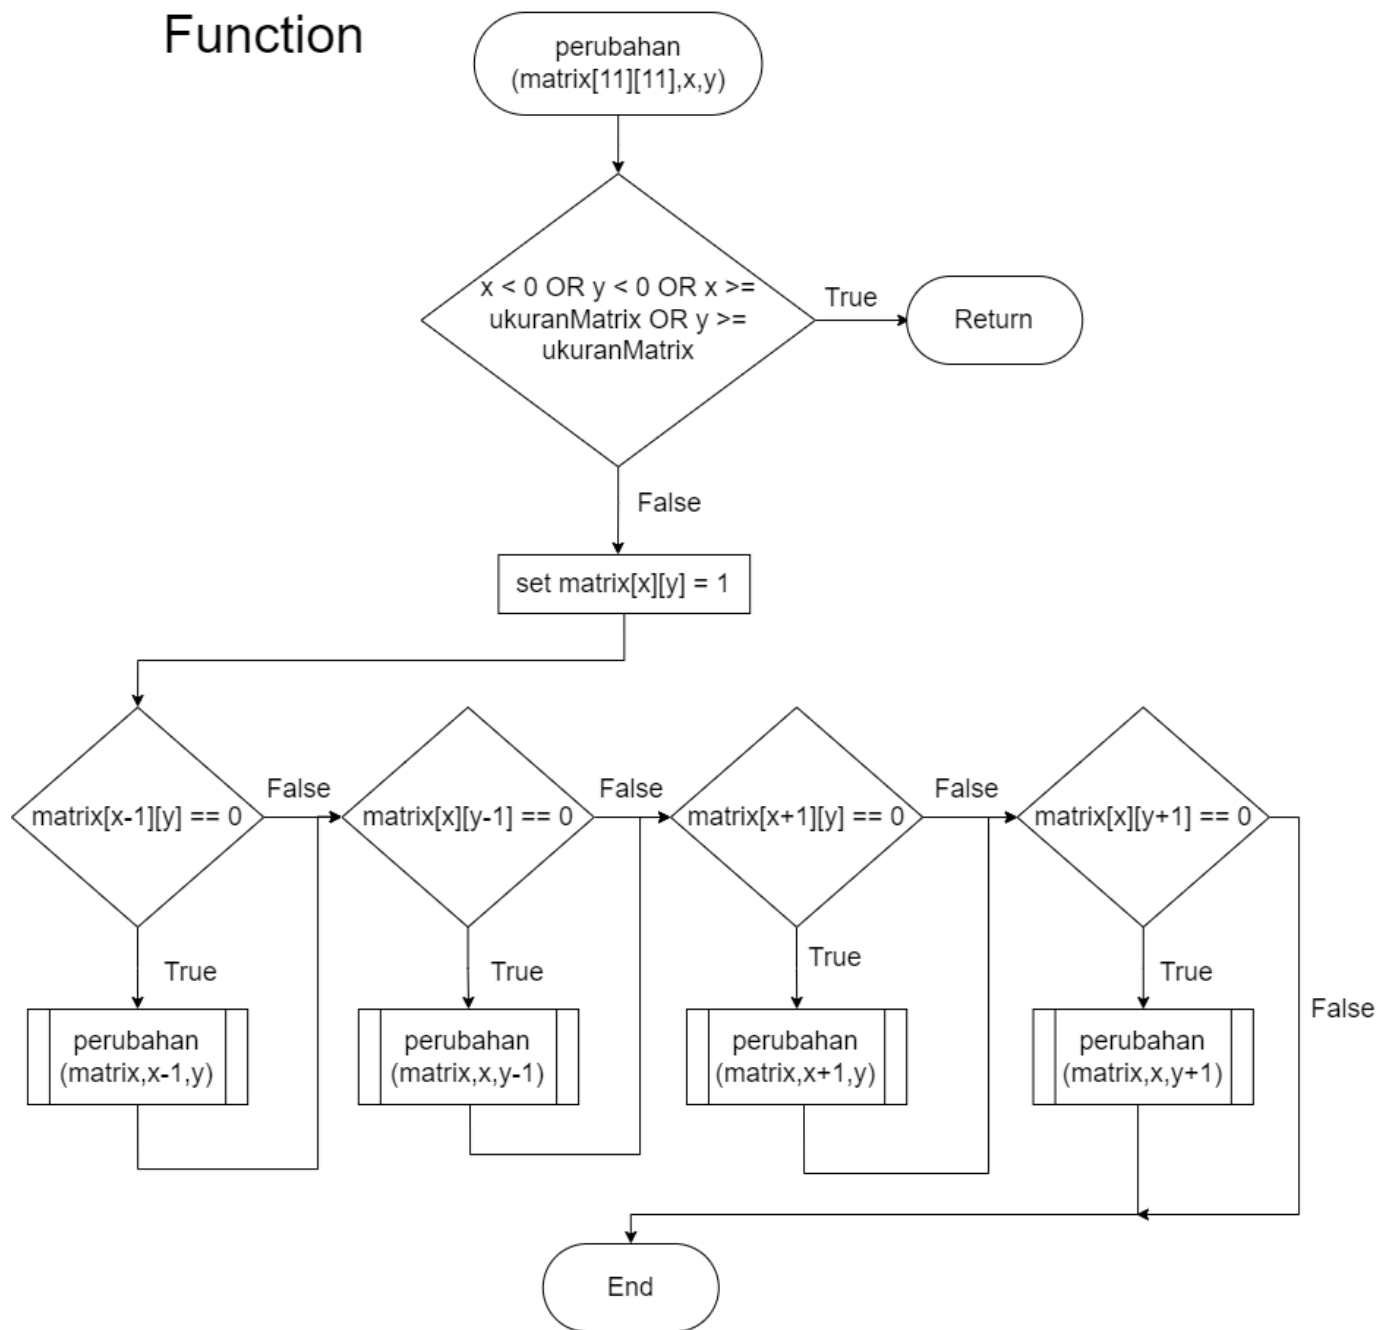 Function
perubahan
(matrix[11][11],x,y)
x < 0 OR y < 0 OR x >=
ukuranMatrix OR y >=
ukuranMatrix
True
Return
False
set matrix[x][y] = 1
matrix[x-1][y] == 0
False
matrix[x][y-1] == 0
False
matrix[x+1][y] == 0
False
matrix[x][y+1] == 0
True
True
True
True
False
perubahan
(matrix,x-1,y)
perubahan
(matrix,x,y-1)
perubahan
(matrix,x+1,y)
perubahan
(matrix,x,y+1)
End